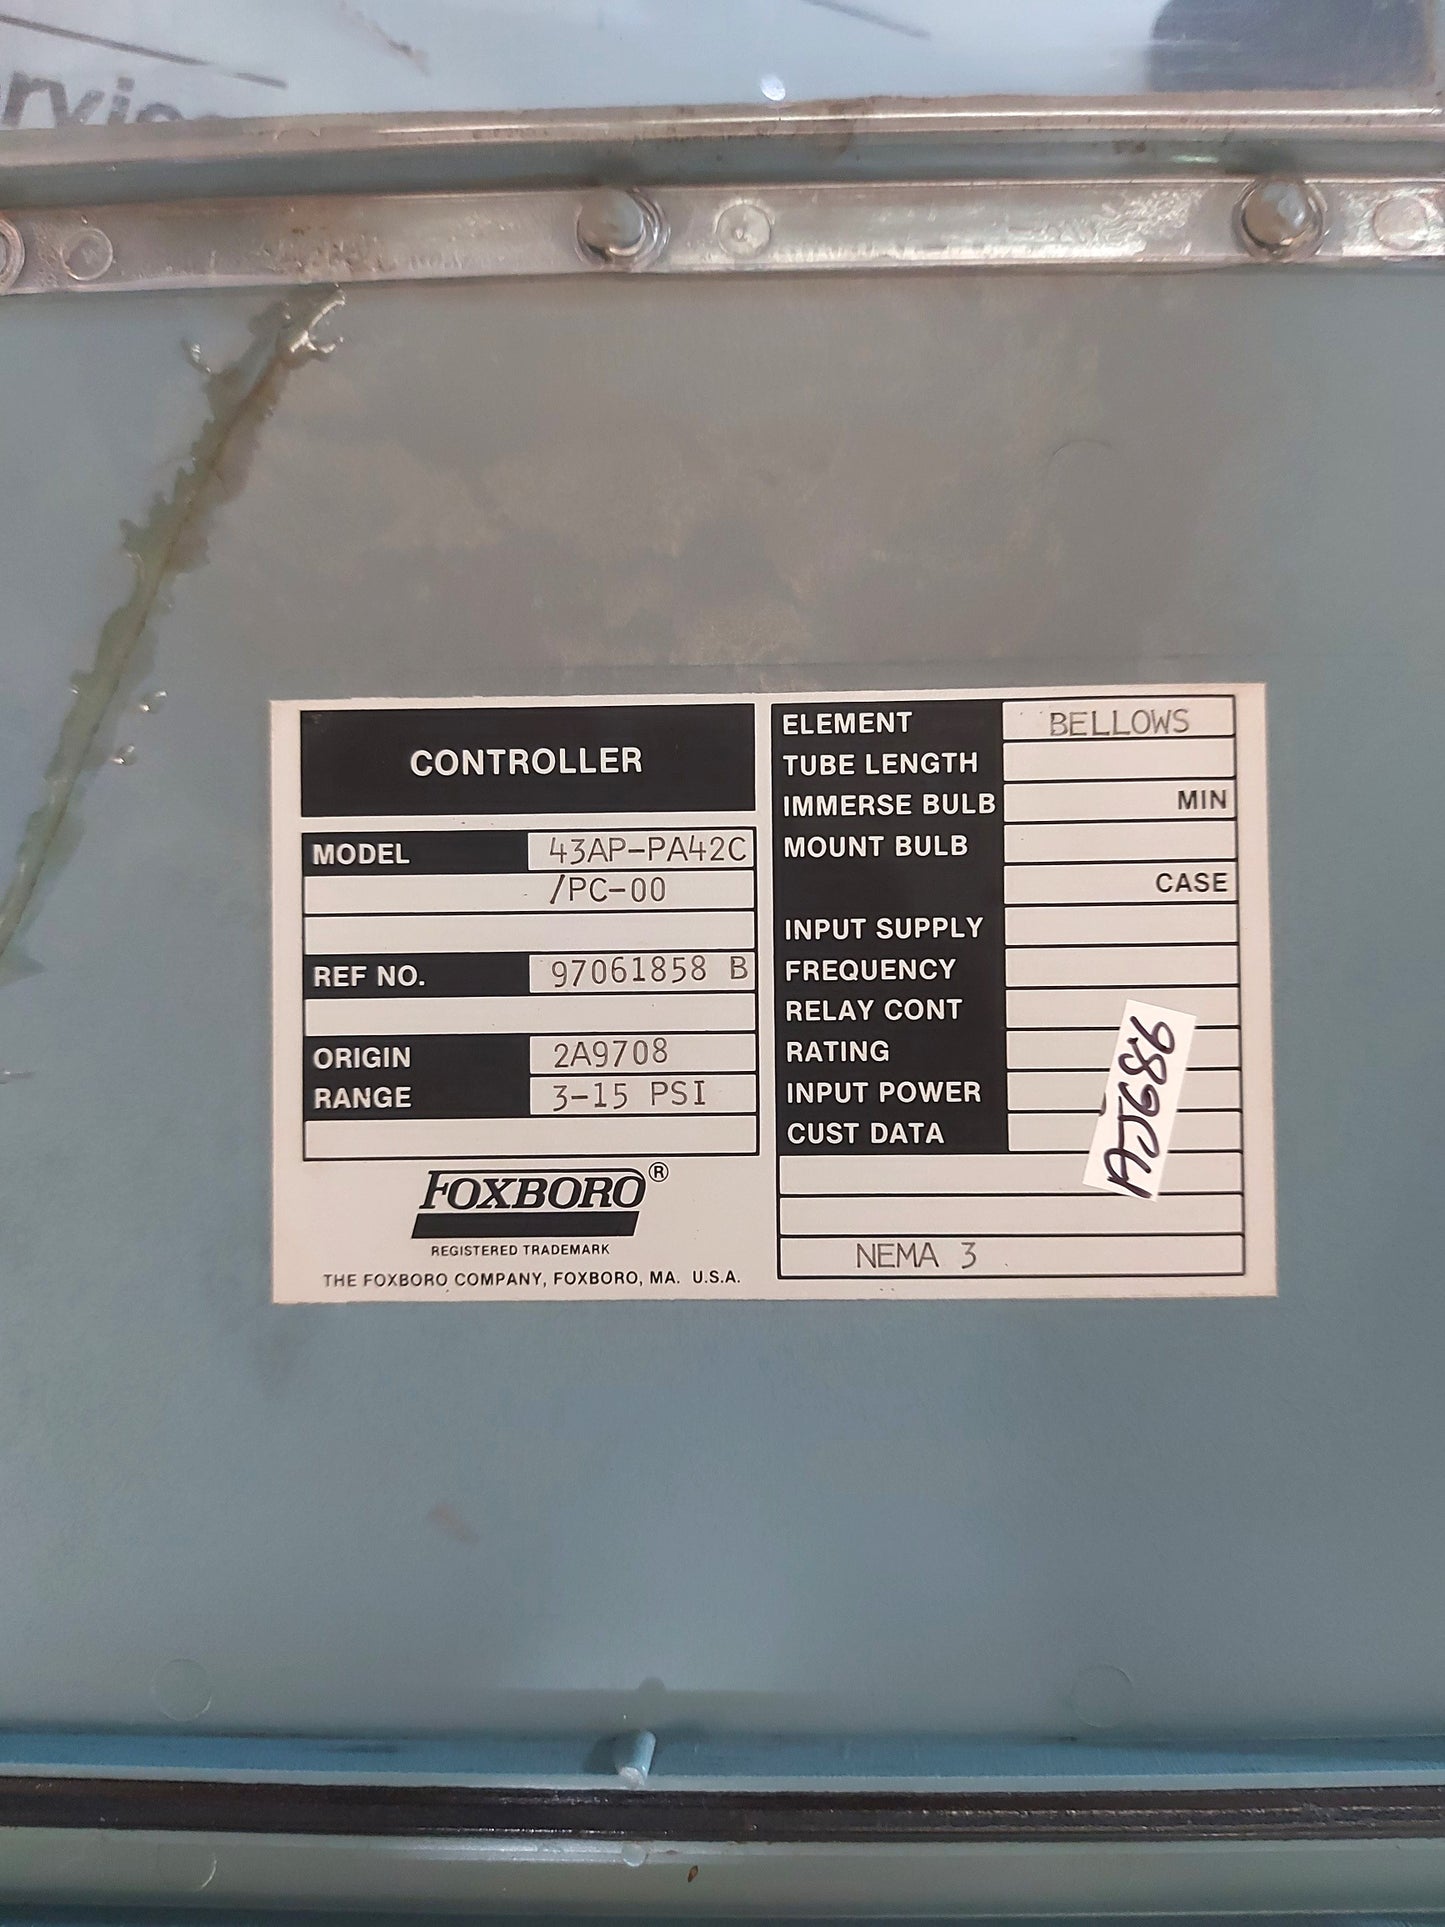 CONTROLLER
MODEL 43AP-PA42C
/PC-00
REF NO. 97061858 B
ORIGIN 2A9708
RANGE 3-15 PSI
FOXBORO®
REGISTERED TRADEMARK
THE FOXBORO COMPANY, FOXBORO, MA. U.S.A.
ELEMENT BELLOWS
TUBE LENGTH
IMMERSE BULB MIN
MOUNT BULB
CASE
INPUT SUPPLY
FREQUENCY
RELAY CONT
RATING
INPUT POWER
CUST DATA
NEMA 3